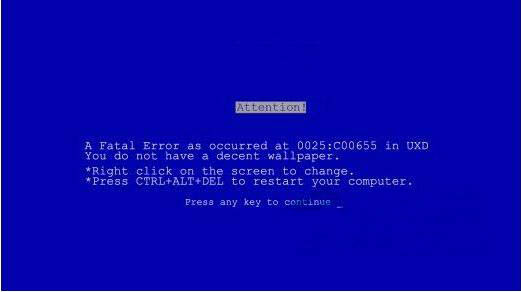 Attention!
A Fatal Error as occurred at 0025:C00655 in UXD
You do not have a decent wallpaper.
*Right click on the screen to change.
*Press CTRL+ALT+DEL to restart your computer.
Press any key to continue _